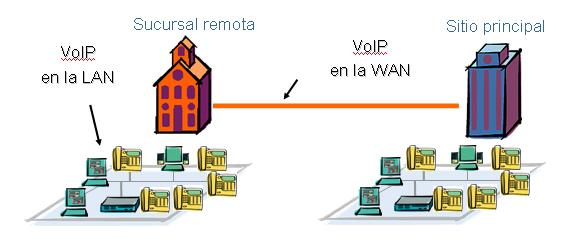 Sucursal remota
Sitio principal
VoIP
en la LAN
VoIP
en la WAN